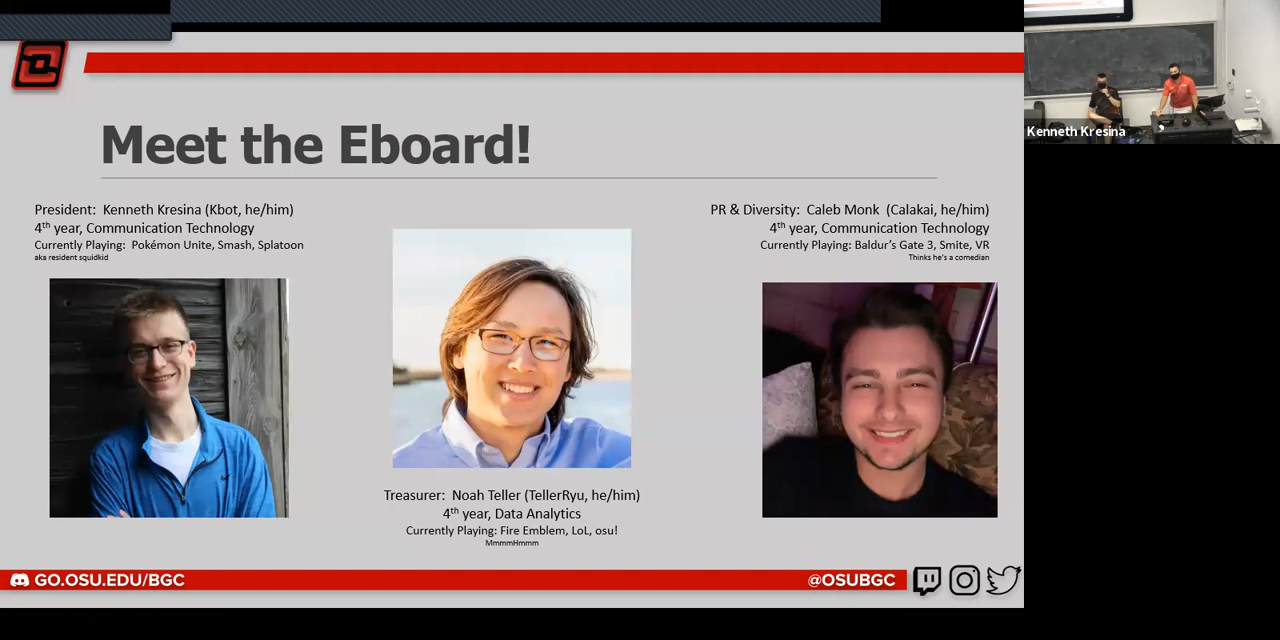 Meet the Eboard!
President:  Kenneth Kresina (Kbot, he/him)
4th year, Communication Technology
Currently Playing:  Pokémon Unite, Smash, Splatoon
aka resident squidkid
Treasurer:  Noah Teller (TellerRyu, he/him)
4th year, Data Analytics
Currently Playing: Fire Emblem, LoL, osu!
MmmmHmmm
PR & Diversity:  Caleb Monk  (Calakai, he/him)
4th year, Communication Technology
Currently Playing: Baldur’s Gate 3, Smite, VR
Thinks he’s a comedian
GO.OSU.EDU/BGC
@OSUBGC
Kenneth Kresina